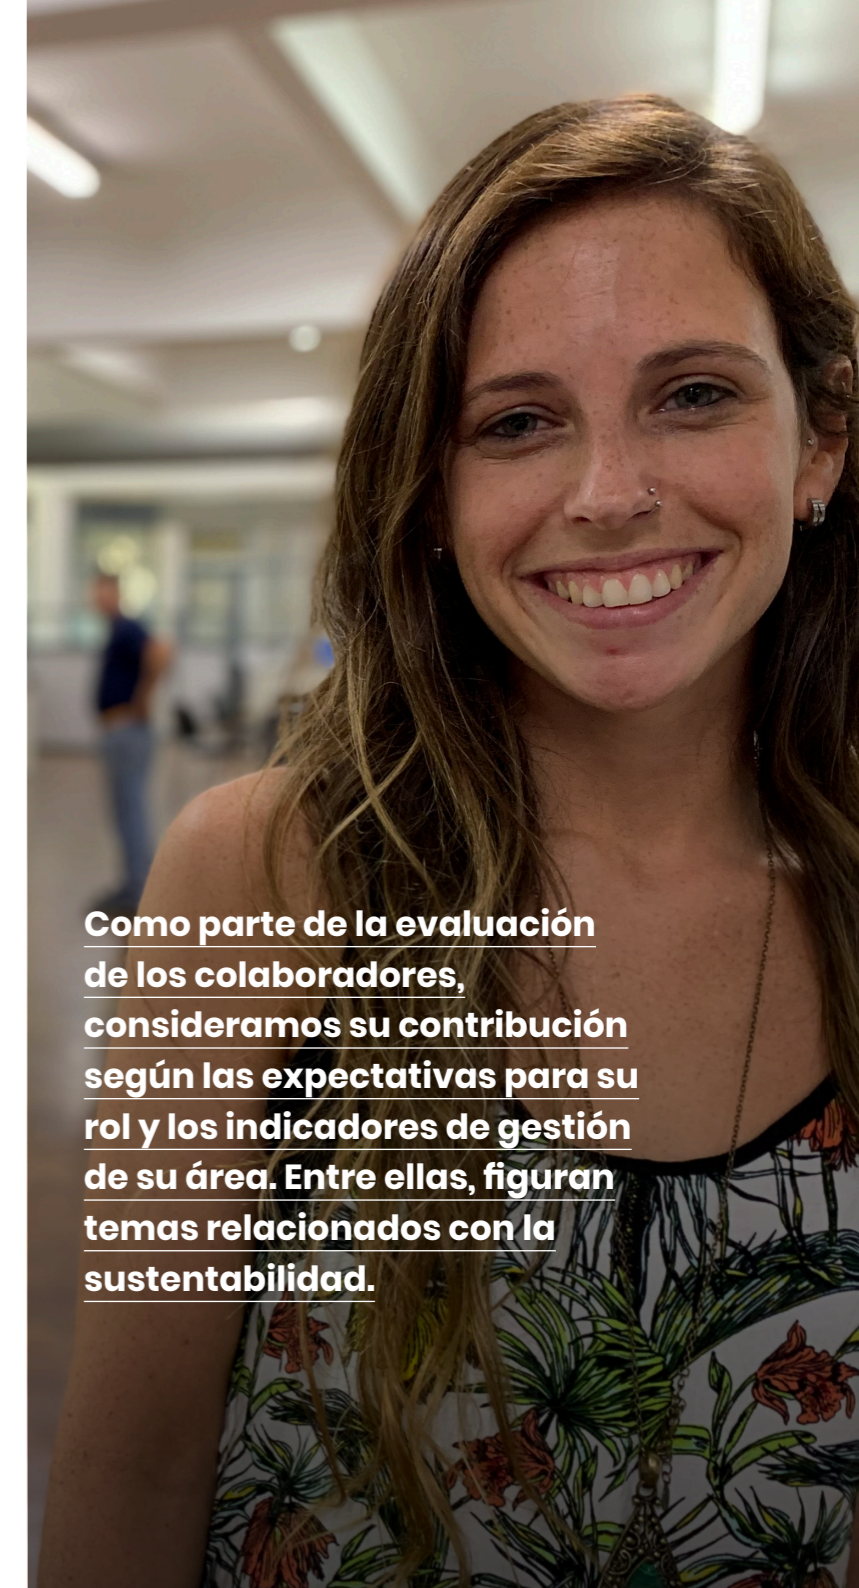 Como parte de la evaluación
de los colaboradores,
consideramos su contribución
según las expectativas para su
rol y los indicadores de gestión
de su área. Entre ellas, figuran
temas relacionados con la
sustentabilidad.